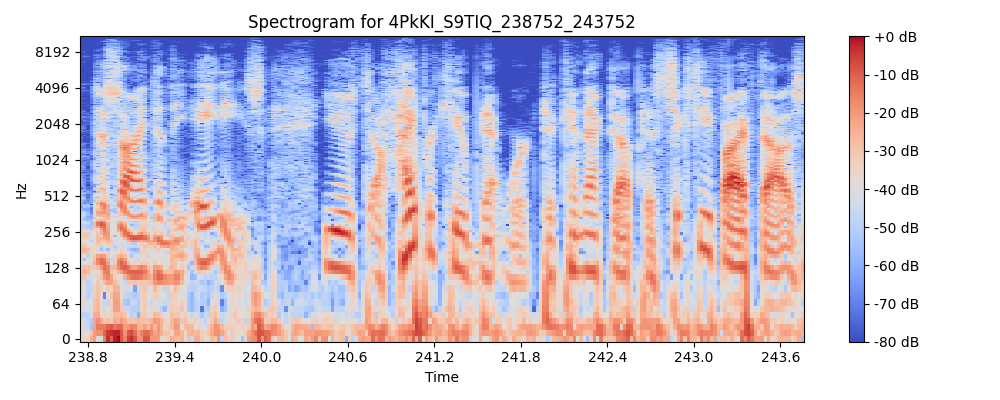 Spectrogram for 4PkKI_S9TIQ_238752_243752
Hz
8192
4096
2048
1024
512
256
128
64
0
238.8 239.4 240.0 240.6 241.2 241.8 242.4 243.0 243.6
Time
+0 dB
-10 dB
-20 dB
-30 dB
-40 dB
-50 dB
-60 dB
-70 dB
-80 dB